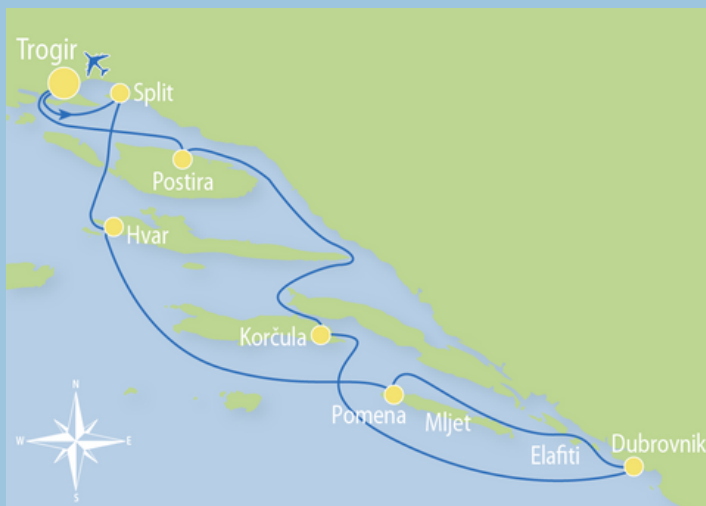 Trogir
Split
Postira
Hvar
Korčula
Pomena
Mljet
Elafiti
Dubrovnik
N
W
E
S